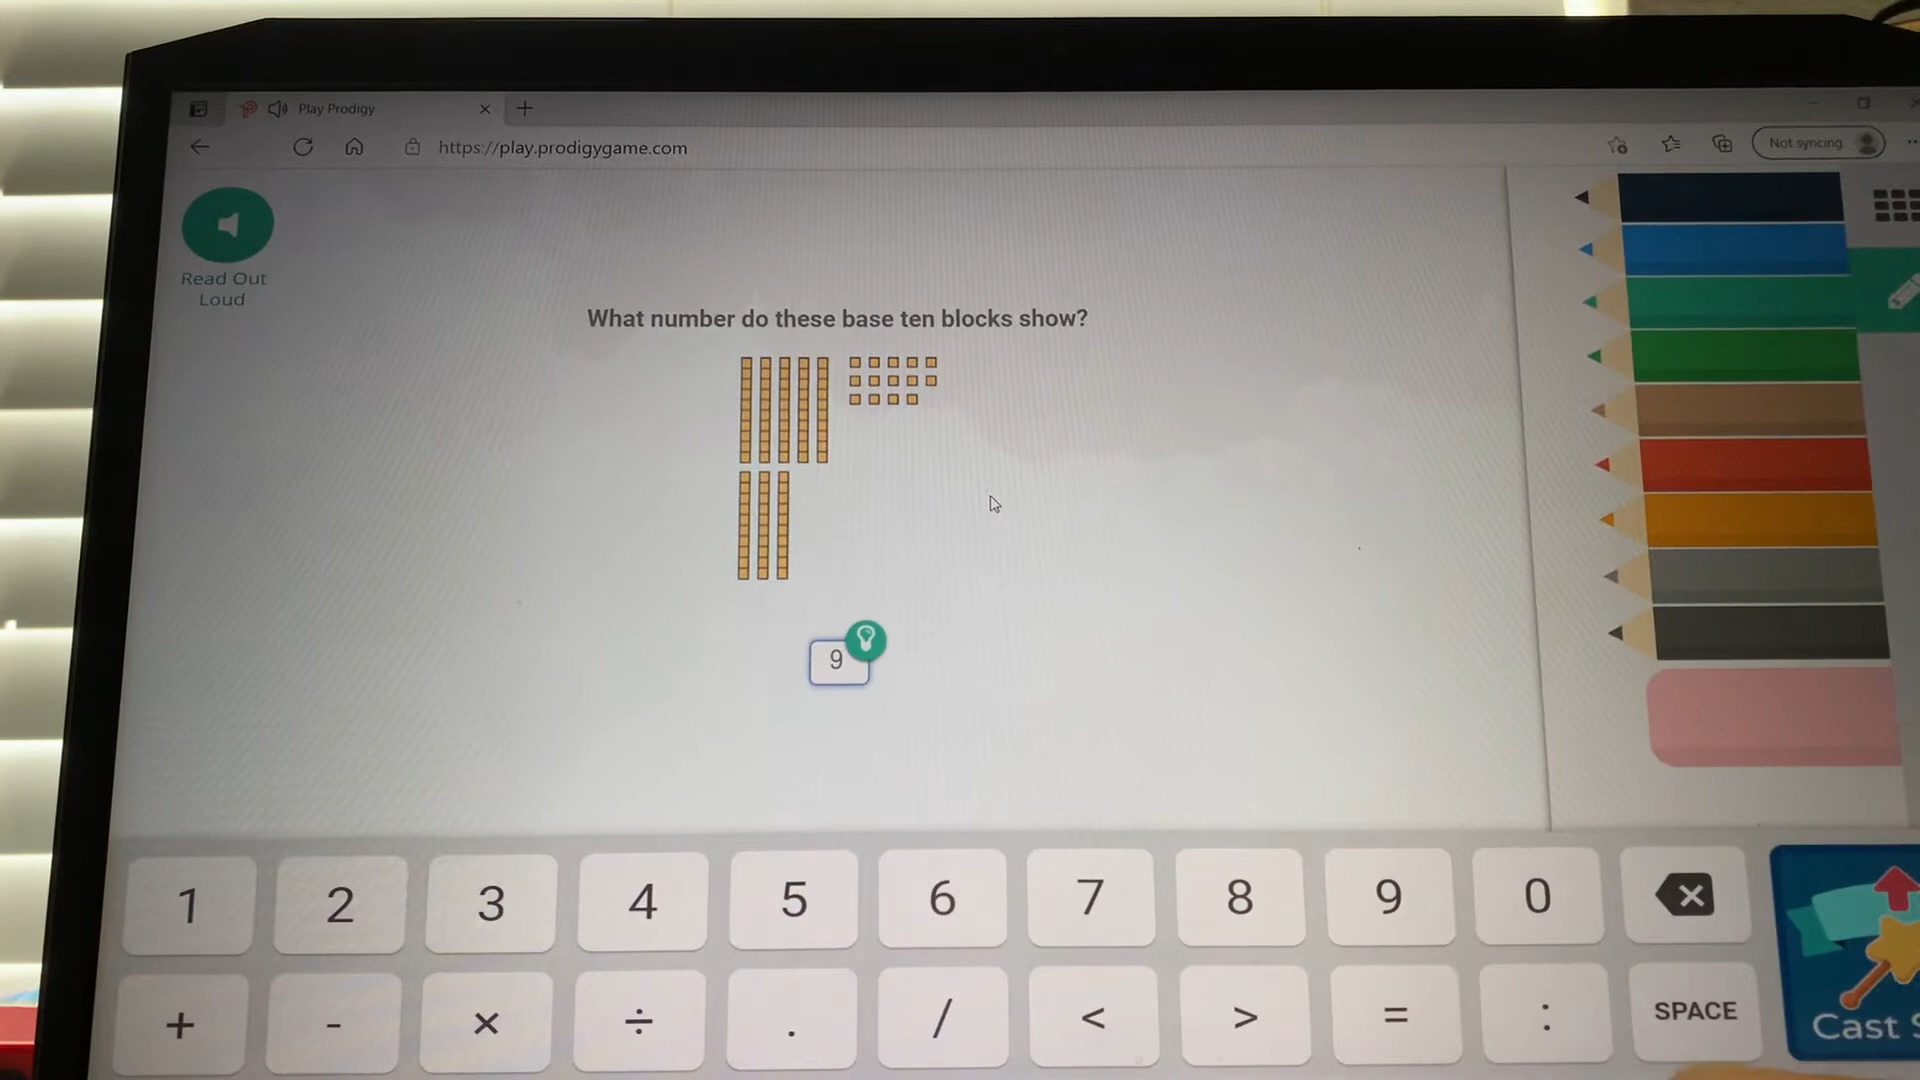 Play Prodigy
https://play.prodigygame.com
Not syncing
Read Out
Loud
What number do these base ten blocks show?
9
1 2 3 4 5 6 7 8 9 0
+ - × ÷ . / < > = : SPACE
Cast